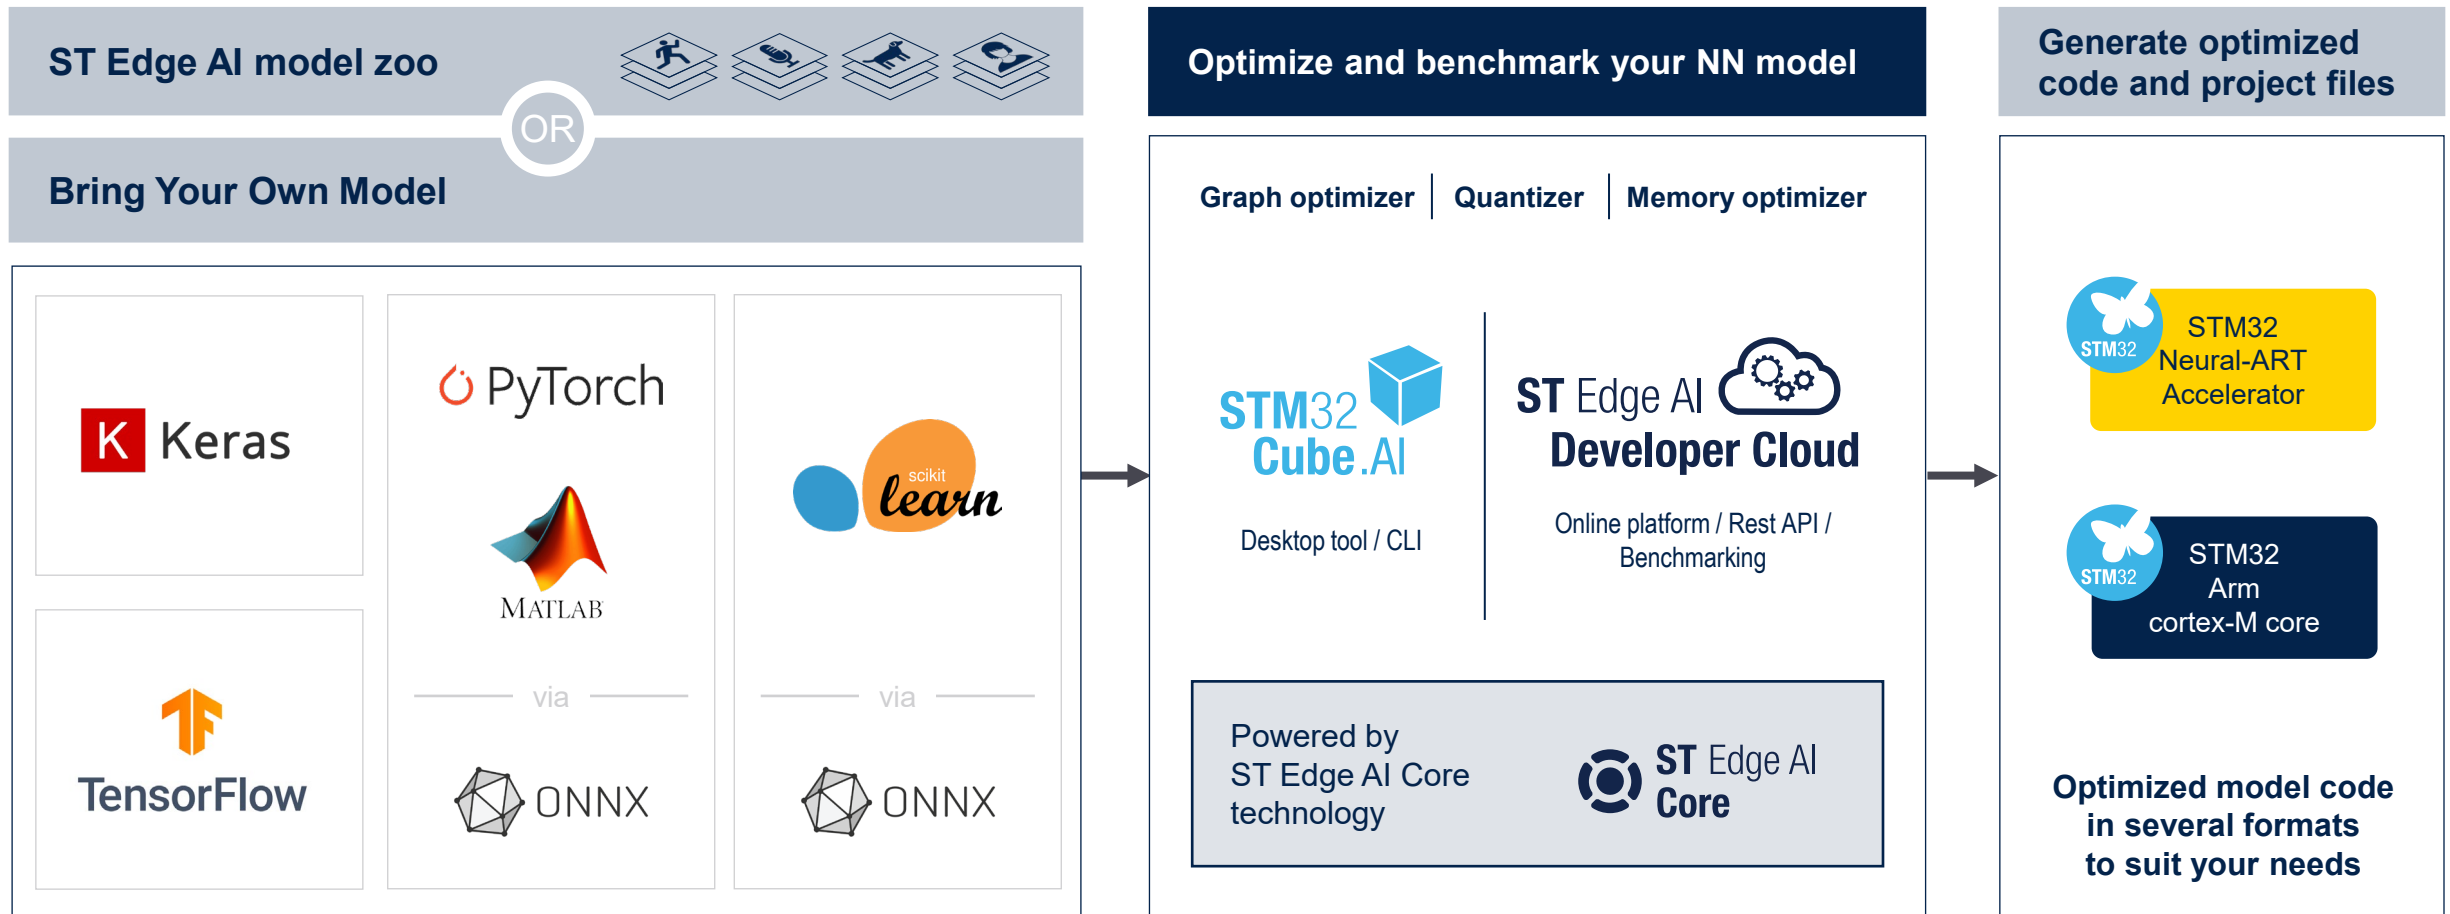 ST Edge AI model zoo
OR
Bring Your Own Model
K Keras
TensorFlow
PyTorch
MATLAB
via
ONNX
scikit
learn
via
ONNX
Optimize and benchmark your NN model
Graph optimizer | Quantizer | Memory optimizer
STM32
Cube.AI
Desktop tool / CLI
ST Edge AI
Developer Cloud
Online platform / Rest API /
Benchmarking
Powered by
ST Edge AI Core
technology
ST Edge AI
Core
Generate optimized
code and project files
STM32
STM32
Neural-ART
Accelerator
STM32
STM32
Arm
cortex-M core
Optimized model code
in several formats
to suit your needs